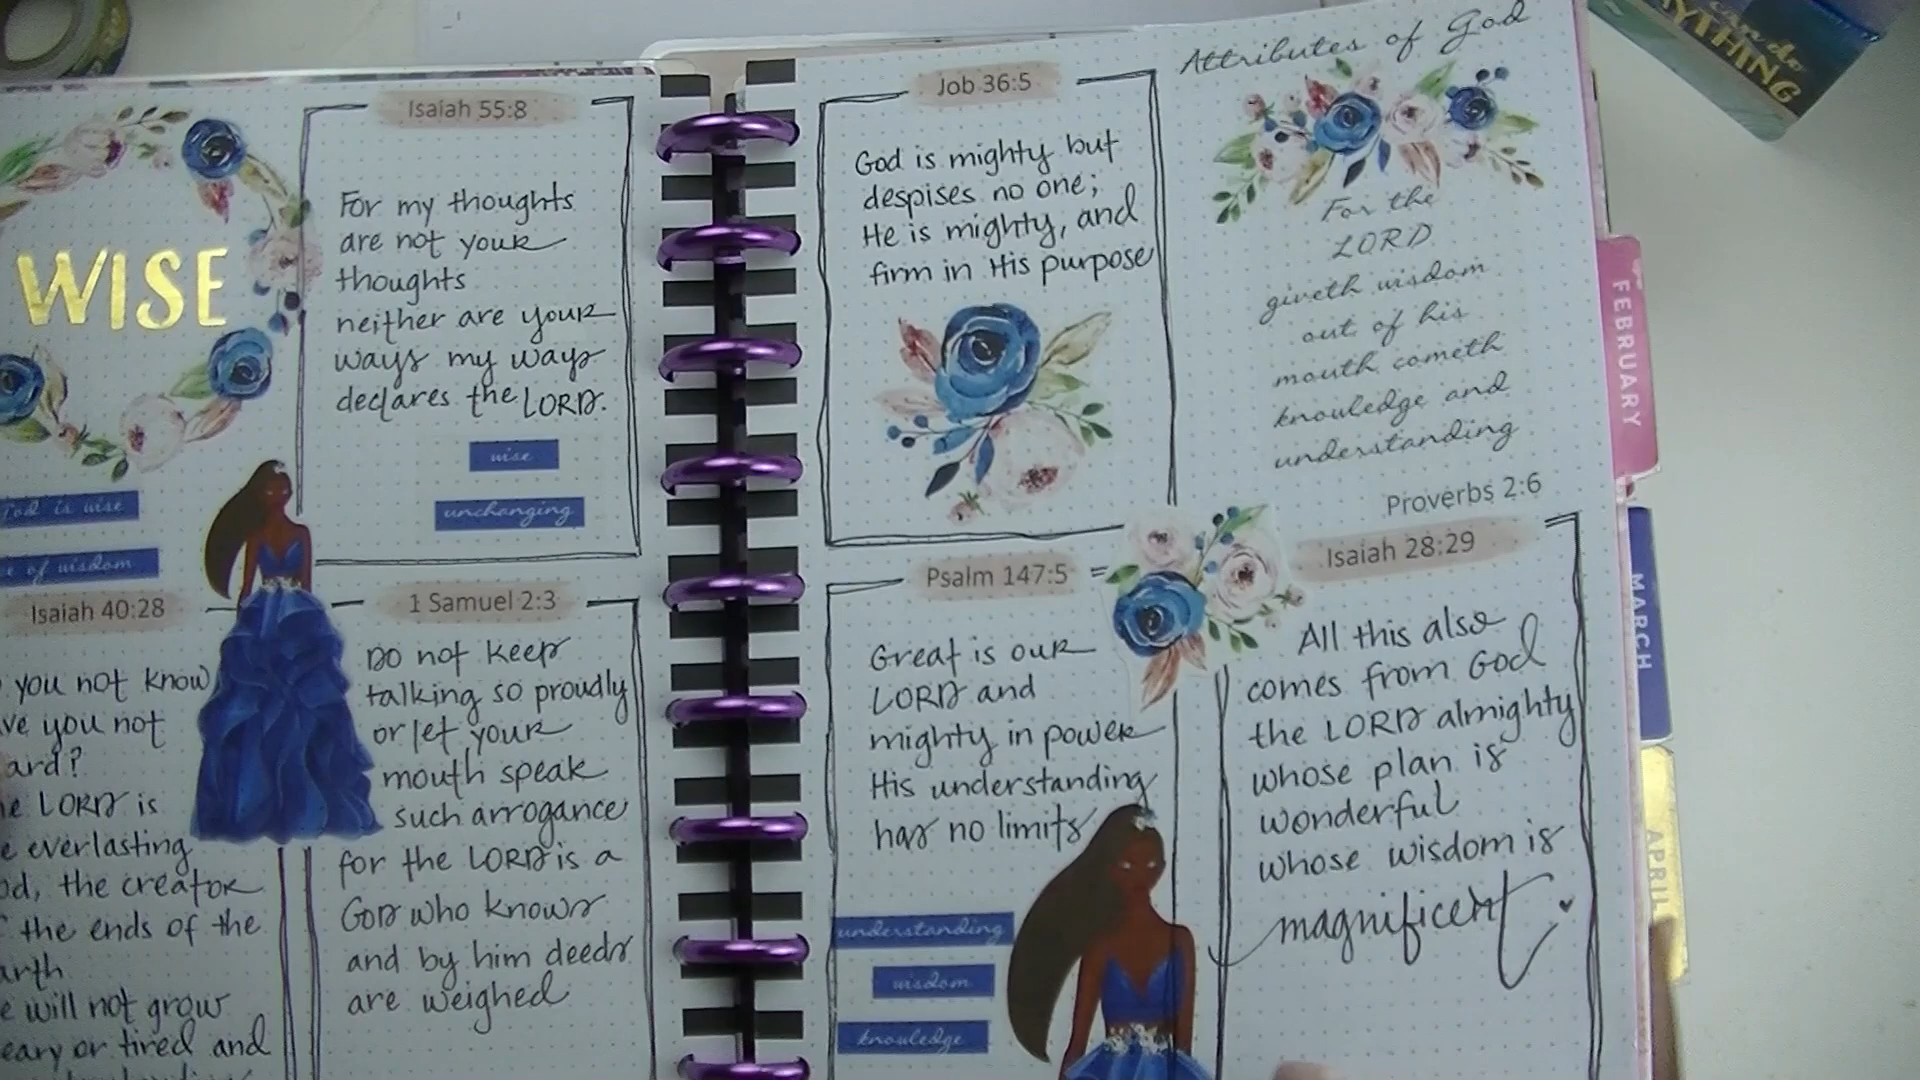 WISE
God is wise
of wisdom
Isaiah 55:8
For my thoughts
are not your
thoughts
neither are your
ways my ways
declares the LORD.
wise
unchanging
Isaiah 40:28
you not know
you not
LORD is
everlasting
the creator
the ends of the
will not grow
or tired and
1 Samuel 2:3
Do not keep
talking so proudly
or let your
mouth speak
such arrogance
for the LORD is a
God who knows
and by him deeds
are weighed
Job 36:5
God is mighty but
despises no one;
He is mighty, and
firm in His purpose
Attributes of God
For the
LORD
giveth wisdom
out of his
mouth cometh
knowledge and
understanding
Proverbs 2:6
Psalm 147:5
Great is our
LORD and
mighty in power
His understanding
has no limits
understanding
wisdom
knowledge
Isaiah 28:29
All this also
comes from God
the LORD almighty
whose plan is
wonderful
whose wisdom is
magnificent
FEBRUARY
MARCH
APRIL
can do